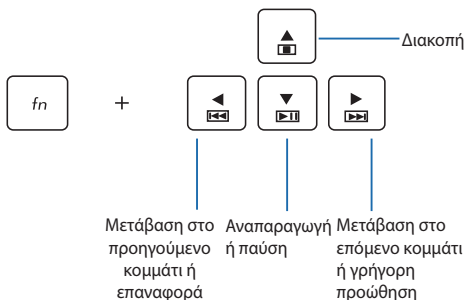 Διακοπή
fn +
Μετάβαση στο
προηγούμενο
κομμάτι ή
επαναφορά
Αναπαραγωγή
ή παύση
Μετάβαση στο
επόμενο κομμάτι
ή γρήγορη
προώθηση